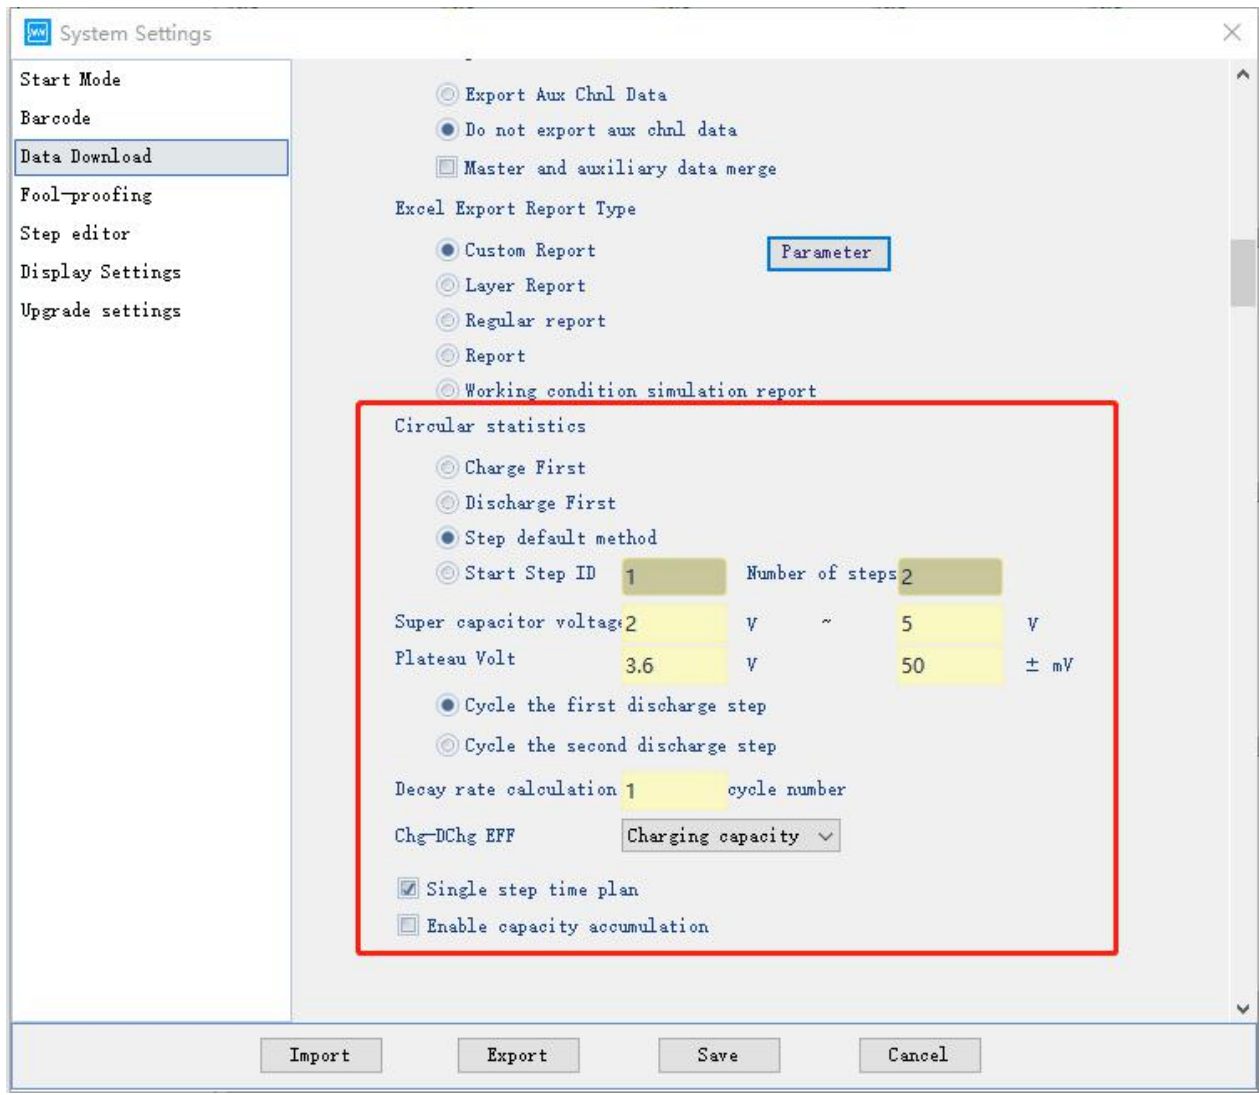 System Settings
Start Mode
Barcode
Data Download
Fool-proofing
Step editor
Display Settings
Upgrade settings
Export Aux Chnl Data
Do not export aux chnl data
Master and auxiliary data merge
Excel Export Report Type
Custom Report Parameter
Layer Report
Regular report
Report
Working condition simulation report
Circular statistics
Charge First
Discharge First
Step default method
Start Step ID 1 Number of steps 2
Super capacitor voltage 2 V ~ 5 V
Plateau Volt 3.6 V 50 ± mV
Cycle the first discharge step
Cycle the second discharge step
Decay rate calculation 1 cycle number
Chg-DChg EFF Charging capacity
Single step time plan
Enable capacity accumulation
Import Export Save Cancel